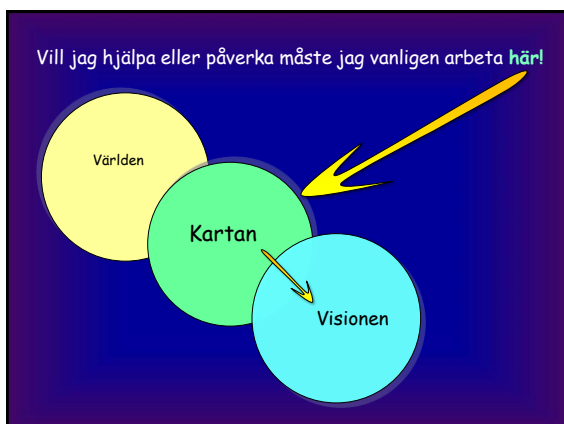 Vill jag hjälpa eller påverka måste jag vanligen arbeta här!
Världen
Kartan
Visionen